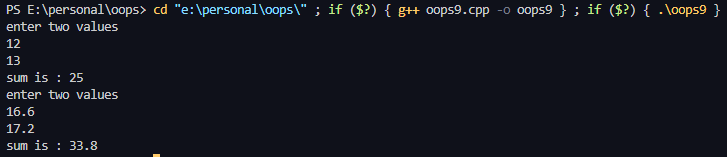 PS E:\personal\oops> cd "e:\personal\oops\" ; if ($?) { g++ oops9.cpp -o oops9 } ; if ($?) { .\oops9 }
enter two values
12
13
sum is : 25
enter two values
16.6
17.2
sum is : 33.8